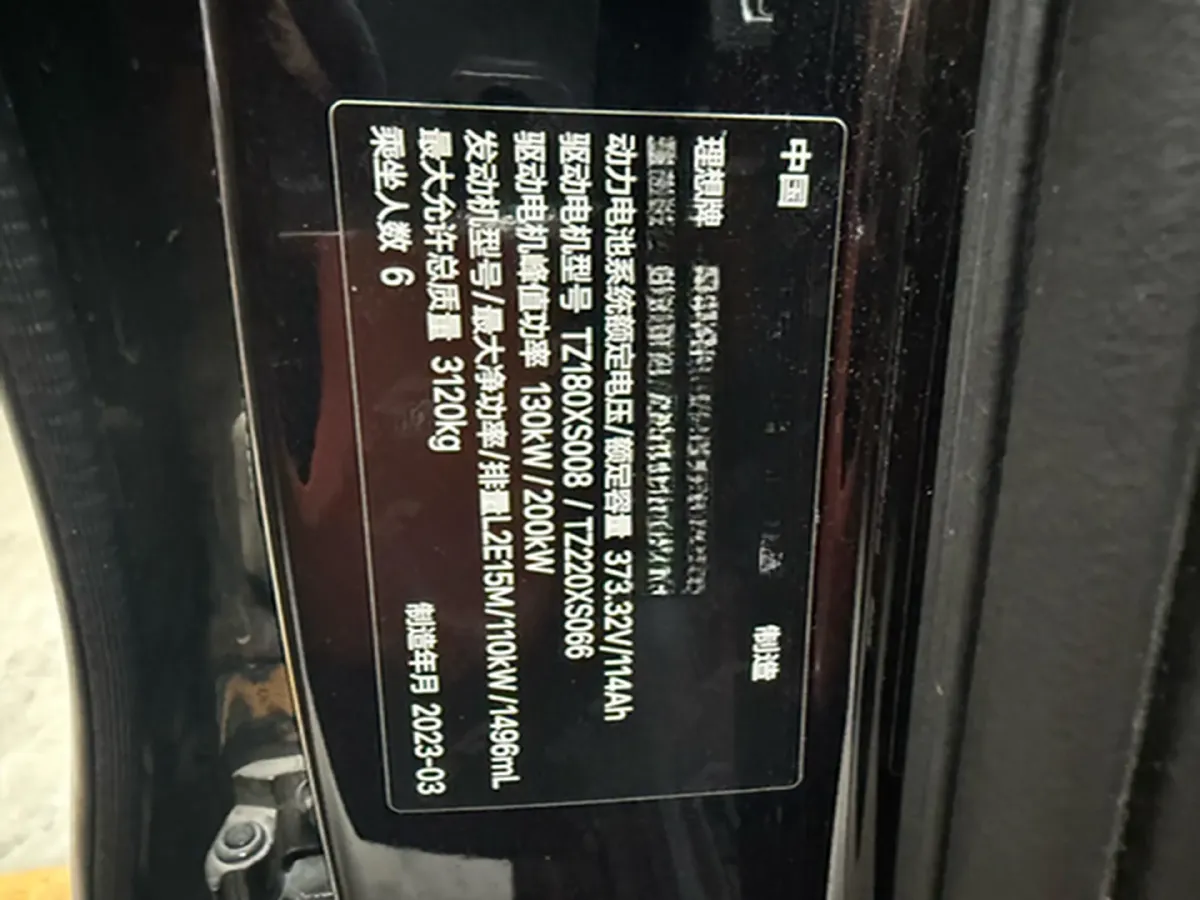 中国
制造
理想牌
动力电池系统额定电压/额定容量 373.32V/114Ah
驱动电机型号 TZ180XS008 / TZ220XS066
驱动电机峰值功率 130kW / 200kW
发动机型号/最大净功率/排量L2E15M/110kW/1496mL
最大允许总质量 3120kg
制造年月 2023-03
乘坐人数 6